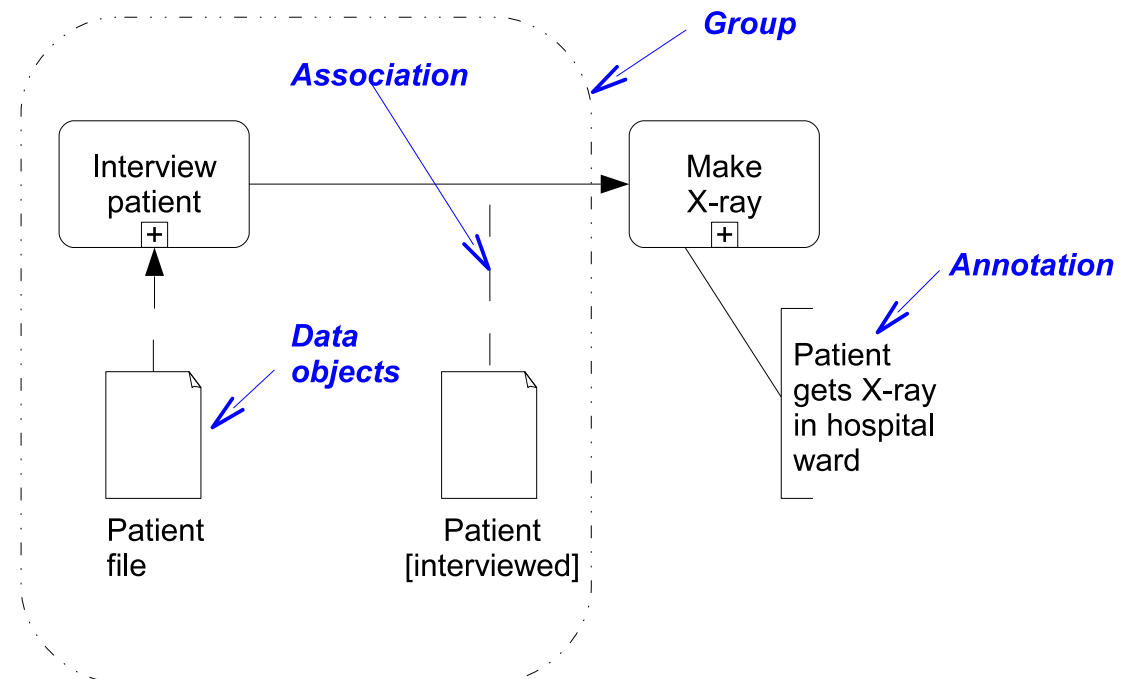 Group
Association
Interview
patient
+
Make
X-ray
+
Annotation
Data
objects
Patient
gets X-ray
in hospital
ward
Patient
file
Patient
[interviewed]